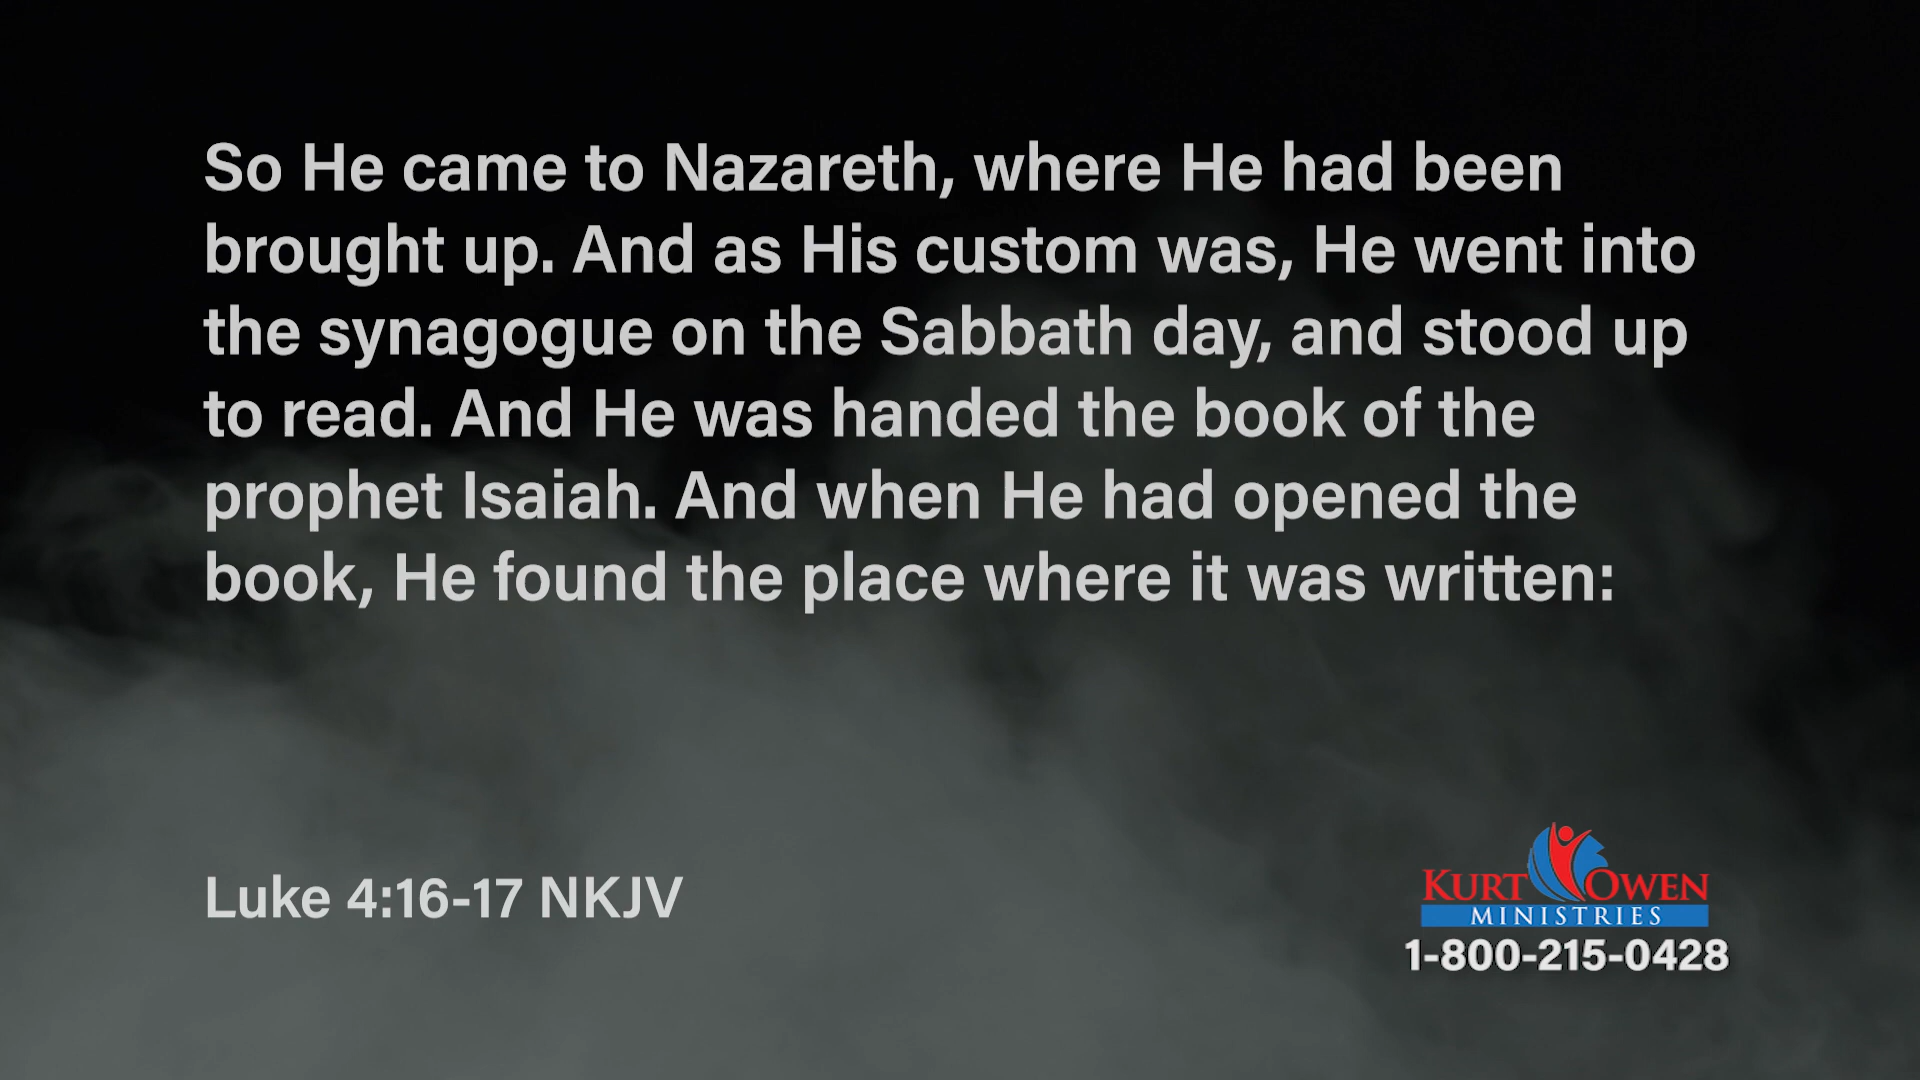 So He came to Nazareth, where He had been
brought up. And as His custom was, He went into
the synagogue on the Sabbath day, and stood up
to read. And He was handed the book of the
prophet Isaiah. And when He had opened the
book, He found the place where it was written:
Luke 4:16-17 NKJV
KURT OWEN
MINISTRIES
1-800-215-0428